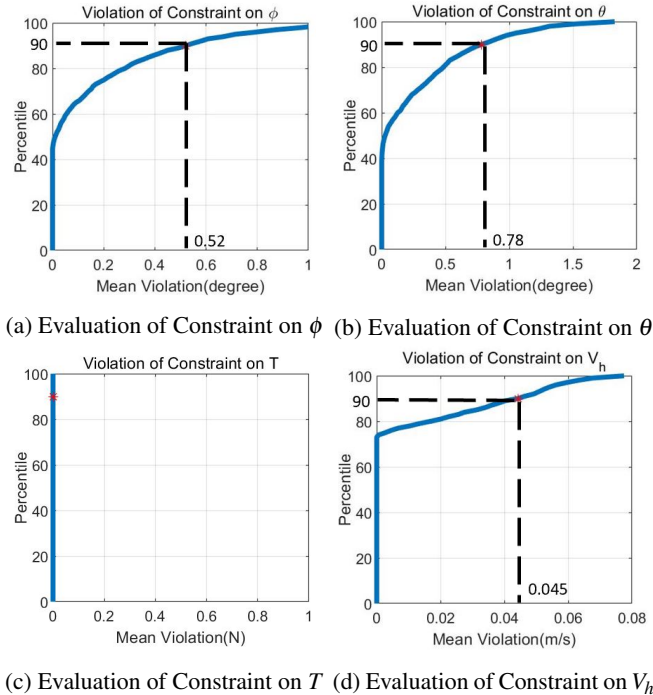 Violation of Constraint on ϕ
100
90
80
60
40
20
0
Percentile
0.52
0 0.2 0.4 0.6 0.8 1
Mean Violation(degree)
(a) Evaluation of Constraint on ϕ
Violation of Constraint on θ
100
90
80
60
40
20
0
Percentile
0.78
0 0.5 1 1.5 2
Mean Violation(degree)
(b) Evaluation of Constraint on θ
Violation of Constraint on T
100
80
60
40
20
0
Percentile
0 0.2 0.4 0.6 0.8 1
Mean Violation(N)
(c) Evaluation of Constraint on T
Violation of Constraint on V_h
100
90
80
60
40
20
0
Percentile
0.045
0 0.02 0.04 0.06 0.08
Mean Violation(m/s)
(d) Evaluation of Constraint on V_h